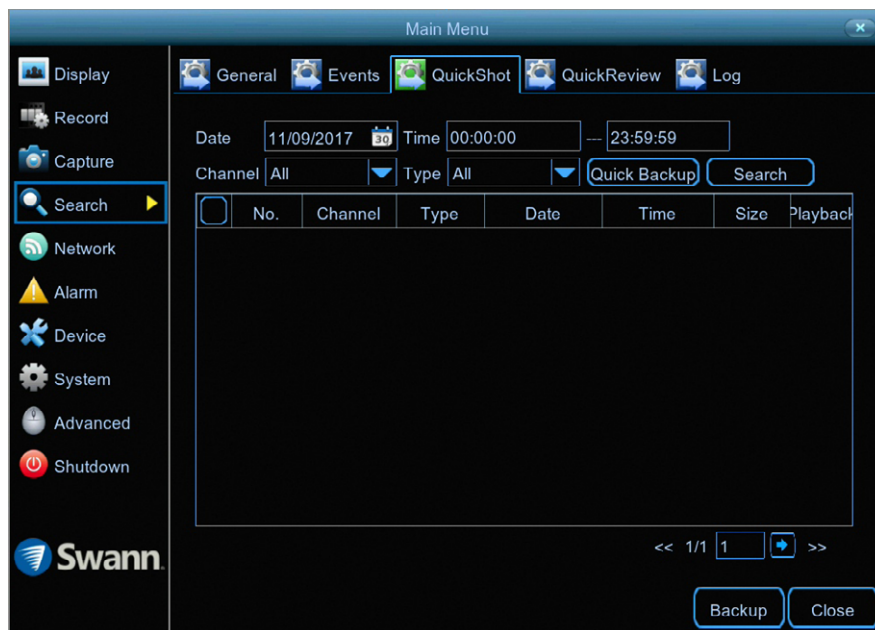 Main Menu
Display
Record
Capture
Search
Network
Alarm
Device
System
Advanced
Shutdown
Swann.
General Events QuickShot QuickReview Log
Date 11/09/2017 30 Time 00:00:00 --- 23:59:59
Channel All Type All Quick Backup Search
No. Channel Type Date Time Size Playback
<< 1/1 1 >>
Backup Close